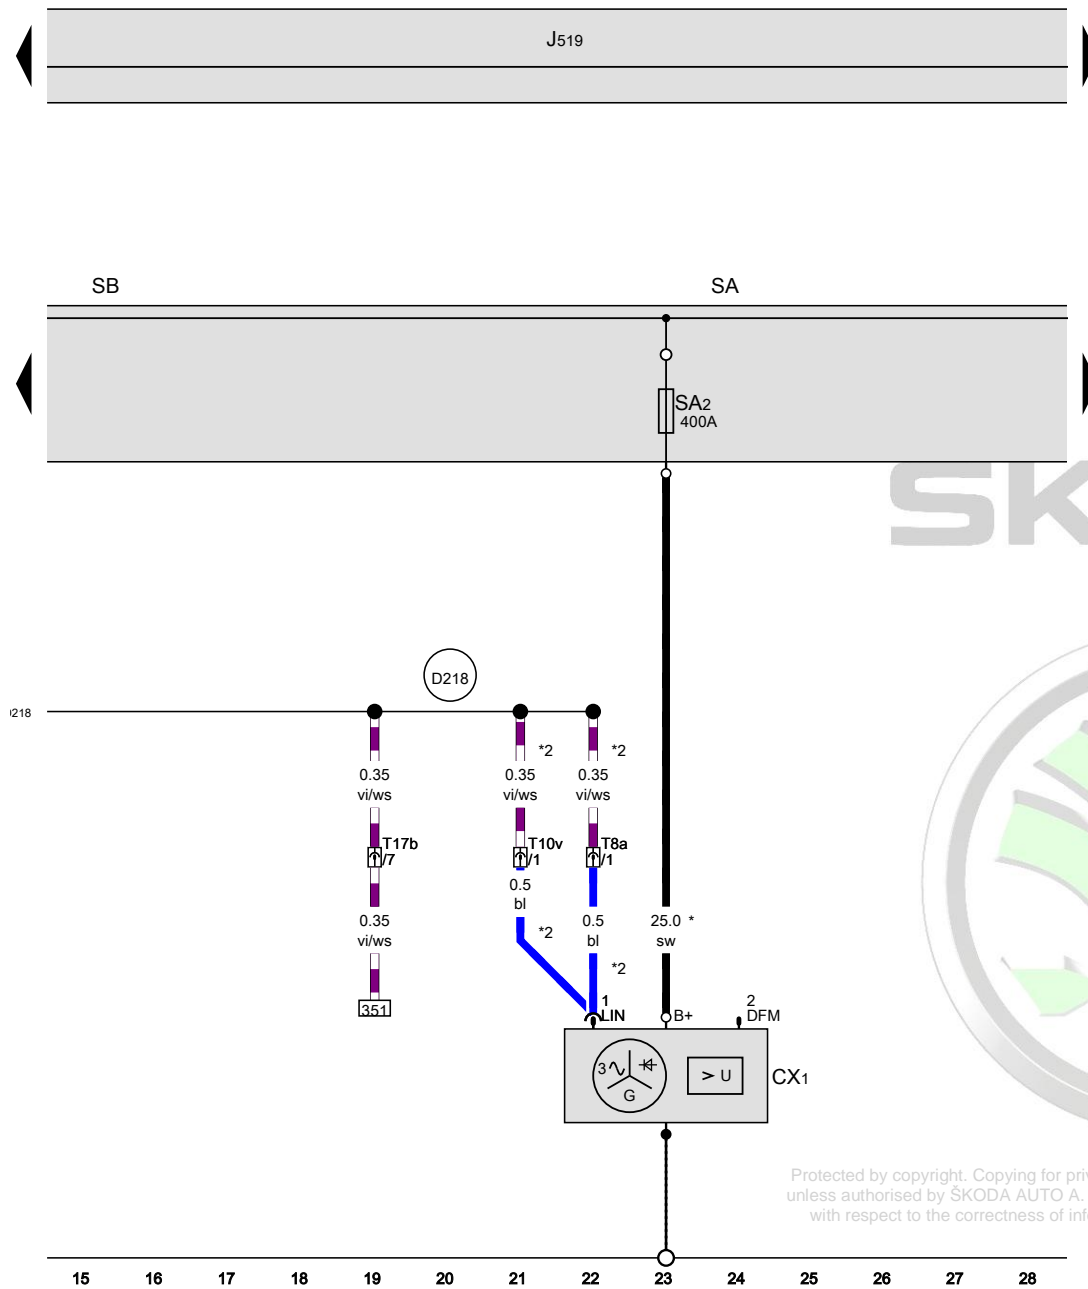 J519
SB
SA
SA2
400A
SK
D218
218
*2
*2
0.35
vi/ws
0.35
vi/ws
0.35
vi/ws
T17b
/7
T10v
/1
T8a
/1
0.5
bl
0.35
vi/ws
*2
0.5
bl
25.0 *
sw
*2
351
1
LIN
B+
2
DFM
3
G
> U
CX1
Protected by copyright. Copying for
unless authorised by ŠKODA AUTO A.
with respect to the correctness of
15 16 17 18 19 20 21 22 23 24 25 26 27 28